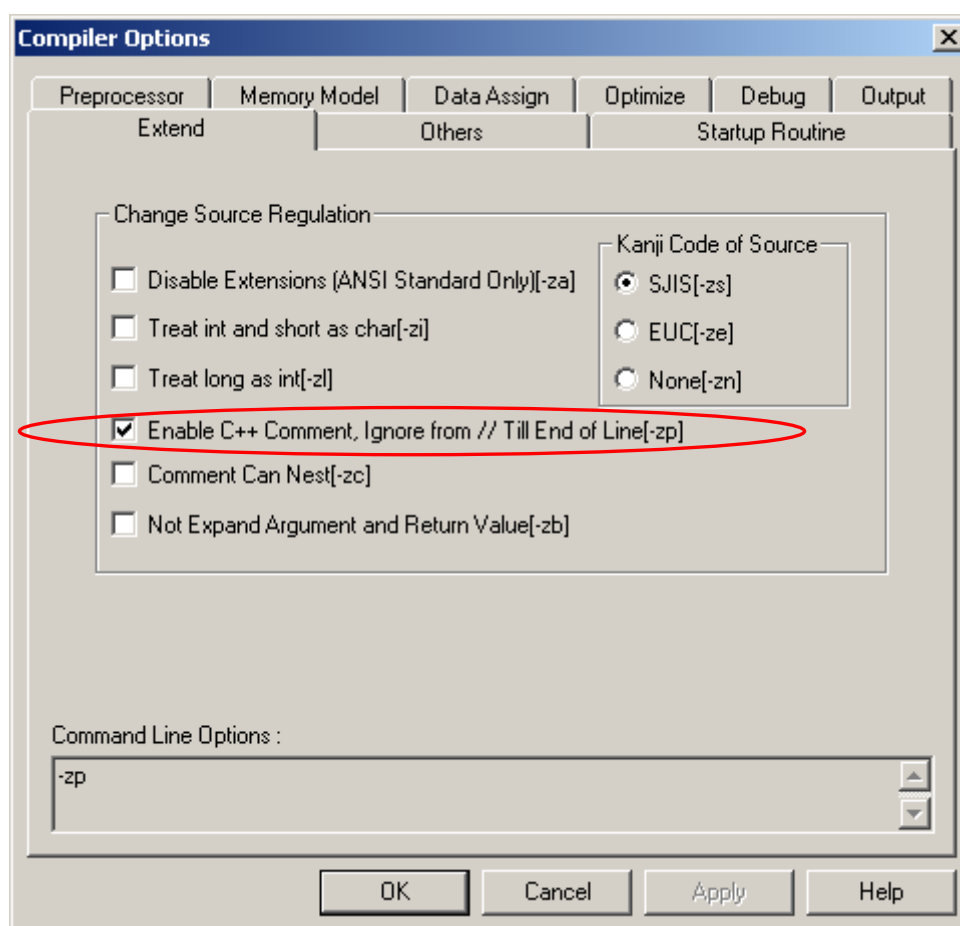 Compiler Options
Preprocessor Memory Model Data Assign Optimize Debug Output
Extend Others Startup Routine
Change Source Regulation
Kanji Code of Source
Disable Extensions (ANSI Standard Only)[-za]
SJIS[-zs]
Treat int and short as char[-zi]
EUC[-ze]
Treat long as int[-zl]
None[-zn]
Enable C++ Comment, Ignore from // Till End of Line[-zp]
Comment Can Nest[-zc]
Not Expand Argument and Return Value[-zb]
Command Line Options :
-zp
OK Cancel Apply Help